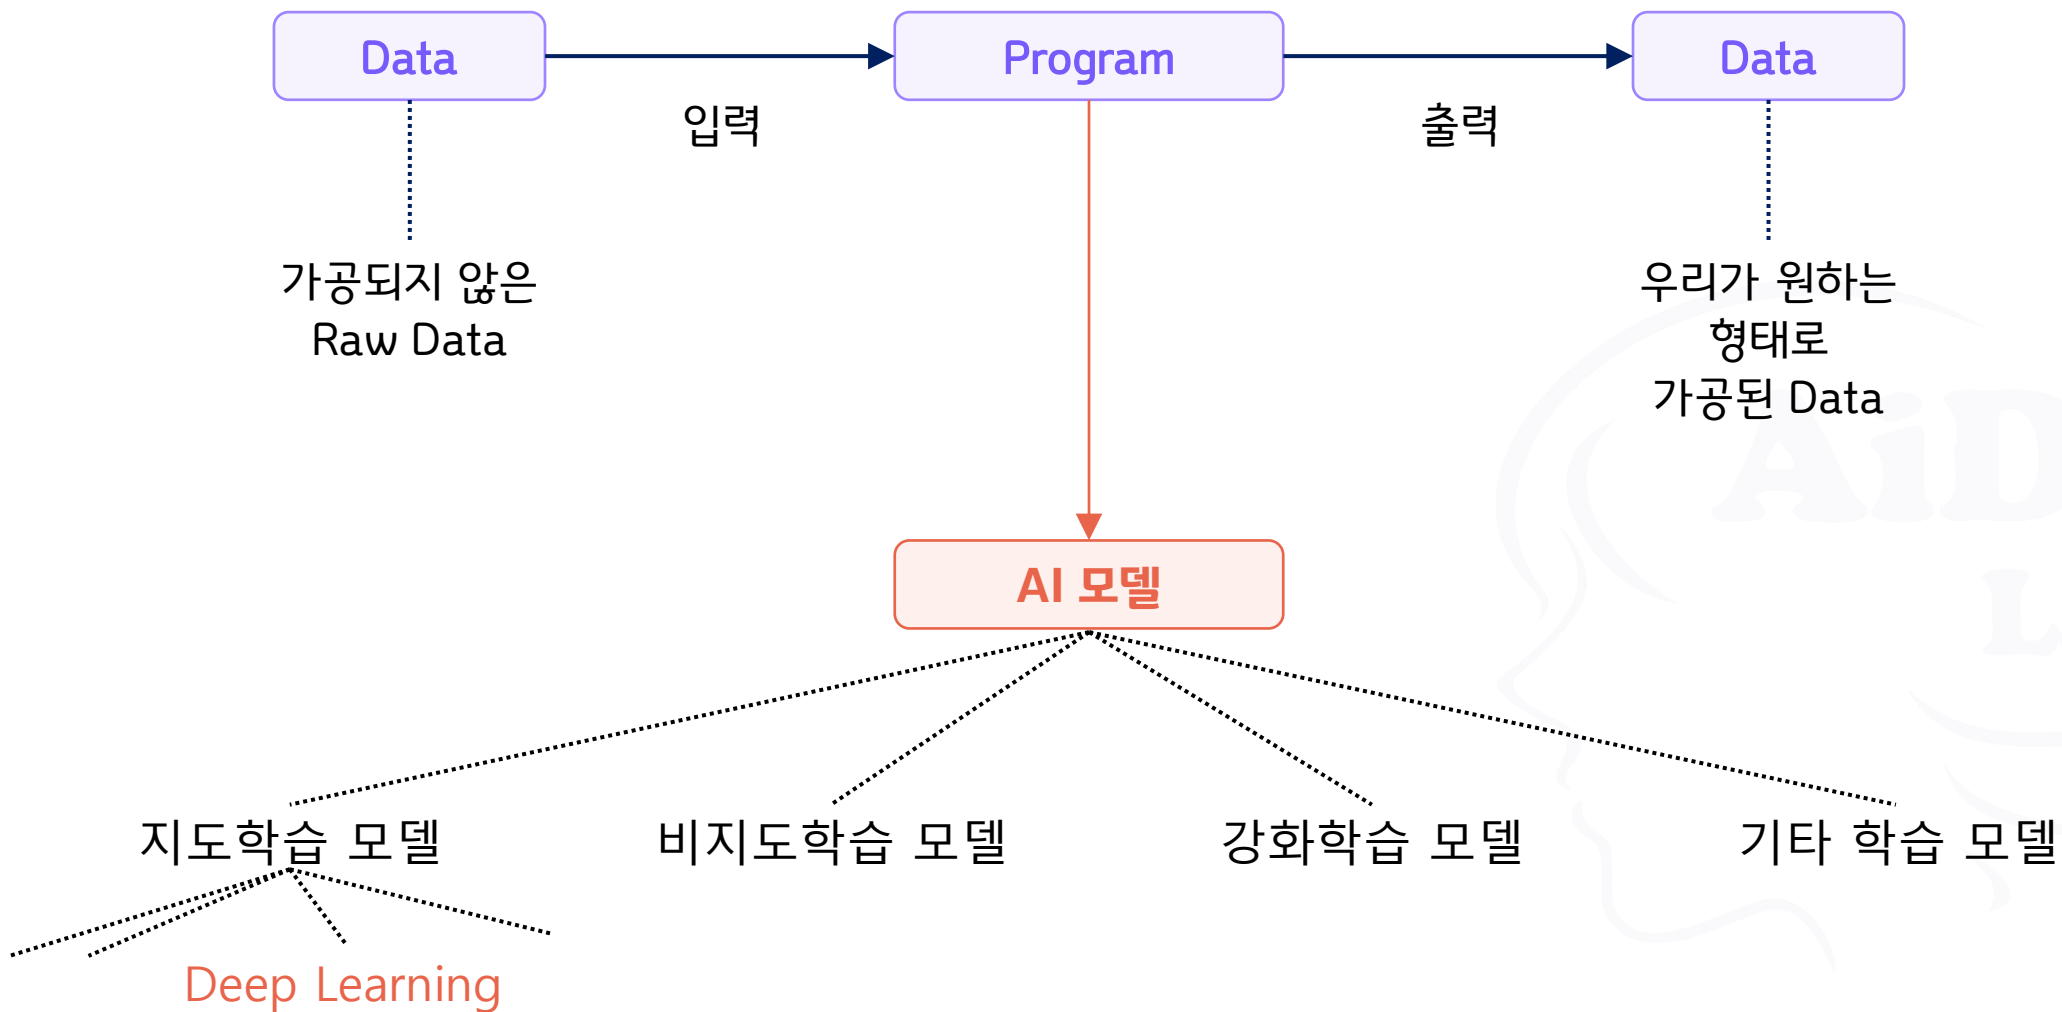 Data
Program
Data
입력
출력
가공되지 않은
Raw Data
우리가 원하는
형태로
가공된 Data
AiD
L
AI 모델
지도학습 모델
비지도학습 모델
강화학습 모델
기타 학습 모델
Deep Learning